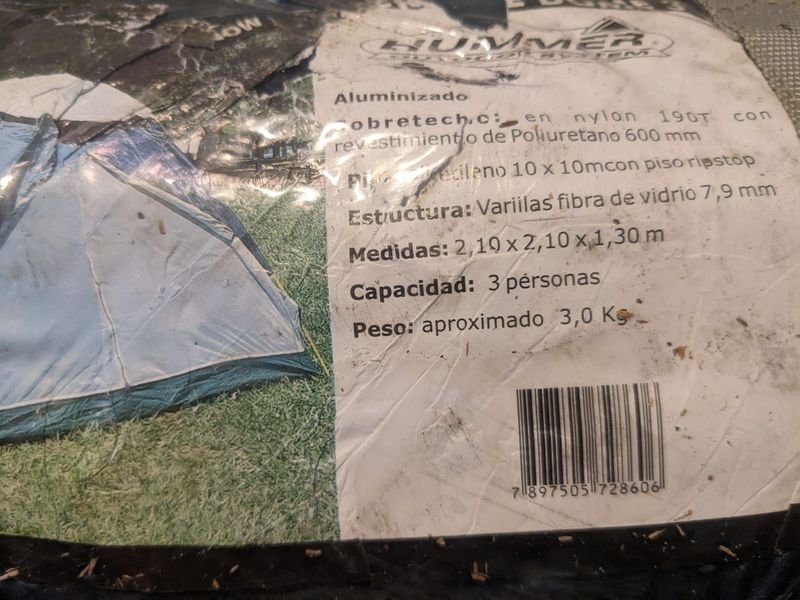 HUMMER
Aluminizado
Sobretecho: en nylon 190T con
revestimiento de Poliuretano 600 mm
10 x 10mcon piso ripstop
Estructura: Variilas fibra de vidrio 7,9 mm
Medidas: 2,10 x 2,10 x 1,30 m
Capacidad: 3 personas
Peso: aproximado 3,0 Kg
7 897505 728606